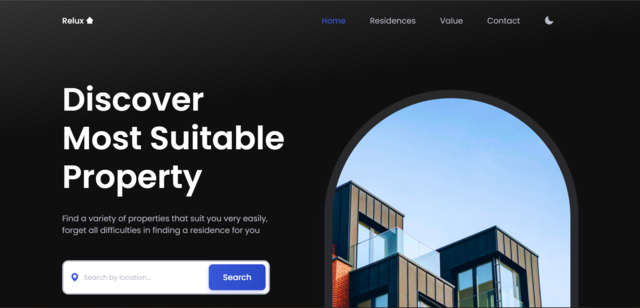 Relux
Home Residences Value Contact
Discover
Most Suitable
Property
Find a variety of properties that suit you very easily,
forget all difficulties in finding a residence for you
Search by location...
Search